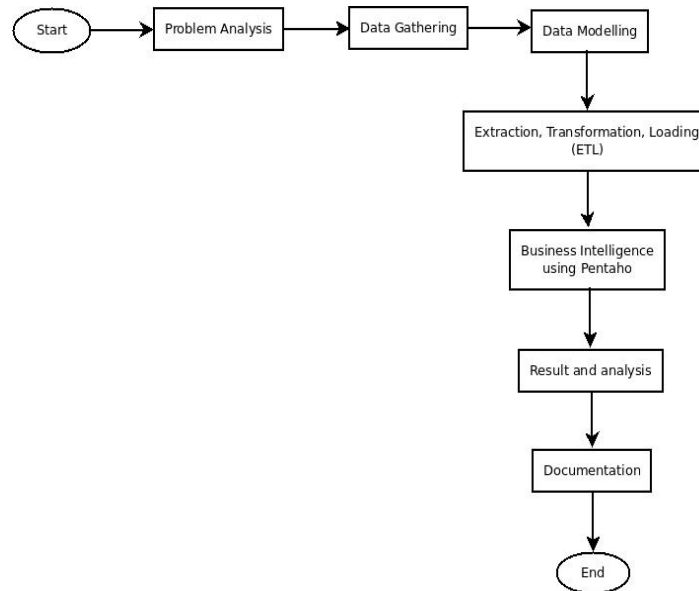 Start
Problem Analysis
Data Gathering
Data Modelling
Extraction, Transformation, Loading
(ETL)
Business Intelligence
using Pentaho
Result and analysis
Documentation
End